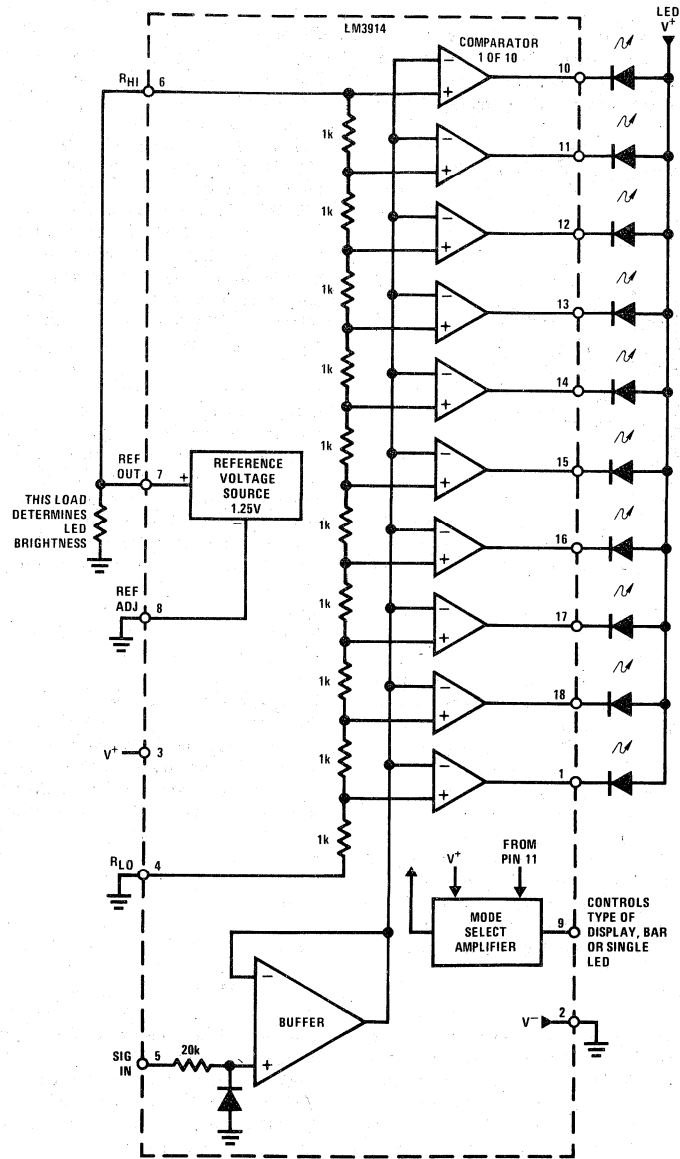 LED
V+
LM3914
COMPARATOR
1 OF 10
RHI
6
10
1k
11
1k
12
1k
13
1k
14
1k
15
REF
OUT
7
+
REFERENCE
VOLTAGE
SOURCE
1.25V
−
1k
16
THIS LOAD
DETERMINES
LED
BRIGHTNESS
1k
17
REF
ADJ
8
1k
18
V+
3
1k
1
1k
RLO
4
V+
FROM
PIN 11
MODE
SELECT
AMPLIFIER
9
CONTROLS
TYPE OF
DISPLAY, BAR
OR SINGLE
LED
−
BUFFER
+
V−
2
SIG
IN
5
20k
− +
− +
− +
− +
− +
− +
− +
− +
− +
− +